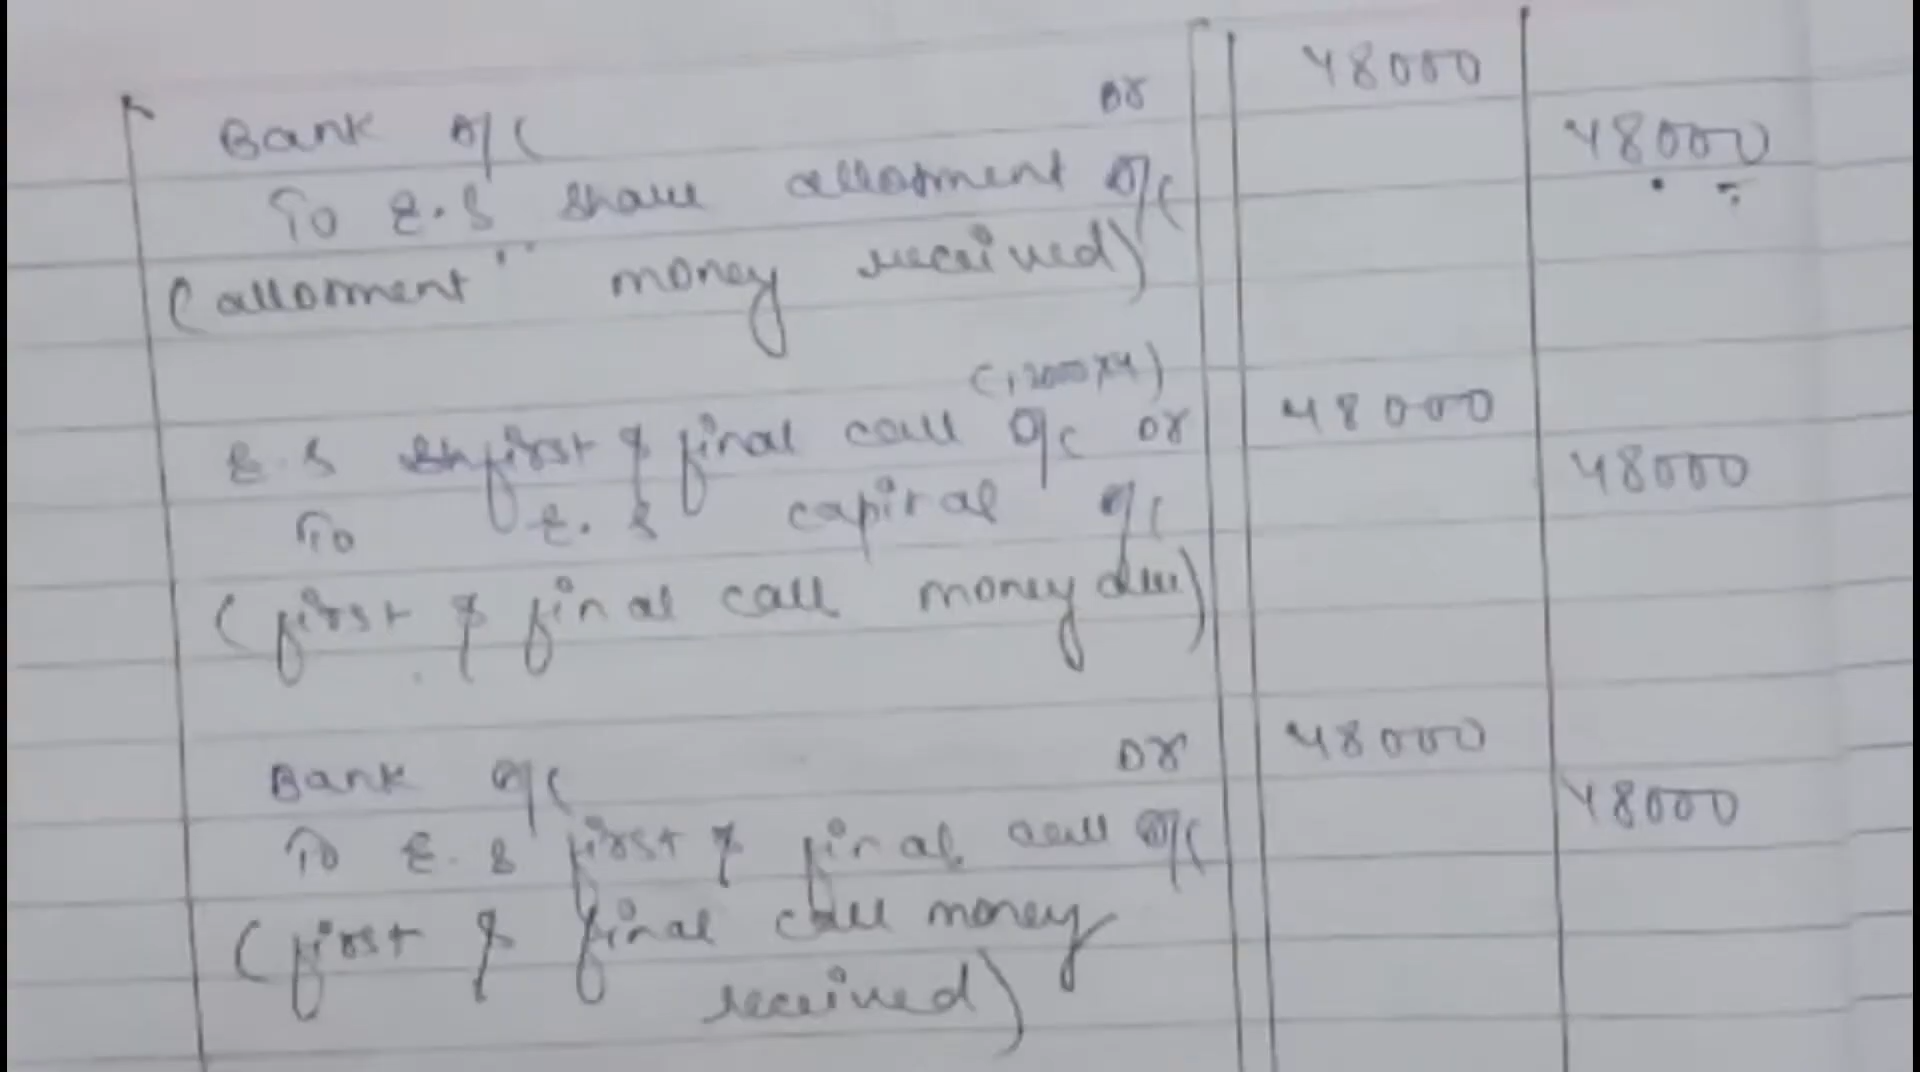 Bank a/c Dr 48000
To E.S share allotment a/c 48000
(allotment money received)
(12000x4)
E.S first & final call a/c Dr 48000
To E.S capital a/c 48000
(first & final call money due)
Bank a/c Dr 48000
To E.S first & final call a/c 48000
(first & final call money
received)